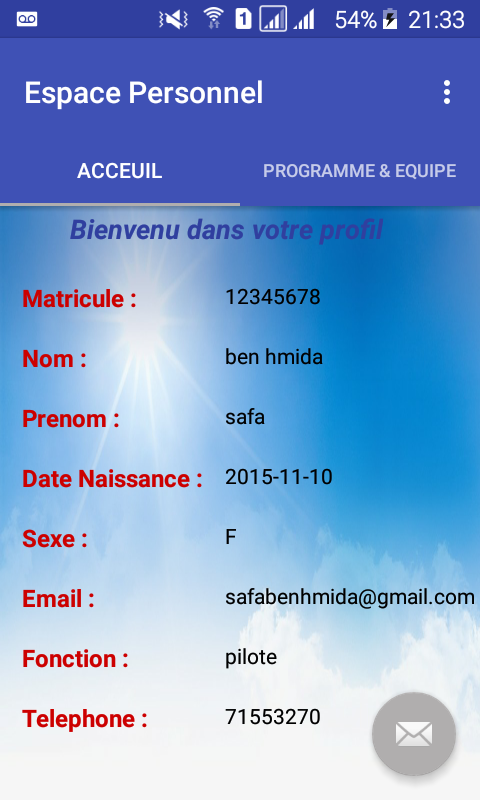 1 54% 21:33
Espace Personnel
ACCEUIL PROGRAMME & EQUIPE
Bienvenu dans votre profil
Matricule : 12345678
Nom : ben hmida
Prenom : safa
Date Naissance : 2015-11-10
Sexe : F
Email : safabenhmida@gmail.com
Fonction : pilote
Telephone : 71553270